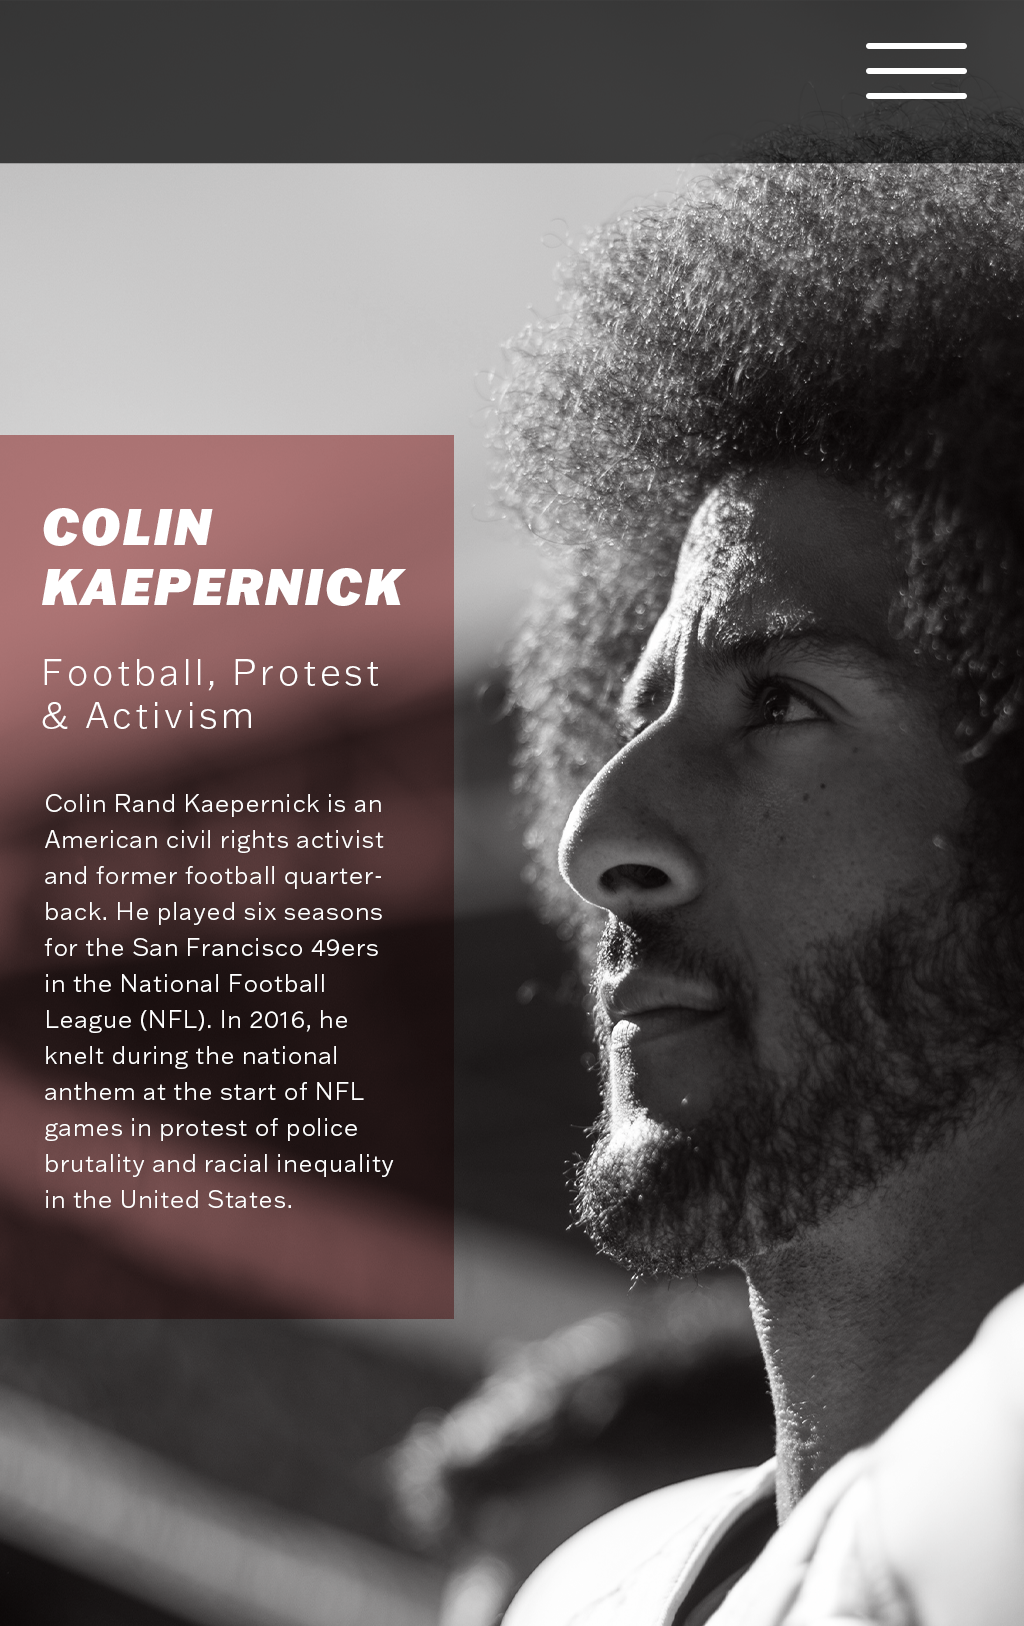 COLIN
KAEPERNICK
Football, Protest
& Activism
Colin Rand Kaepernick is an
American civil rights activist
and former football quarter-
back. He played six seasons
for the San Francisco 49ers
in the National Football
League (NFL). In 2016, he
knelt during the national
anthem at the start of NFL
games in protest of police
brutality and racial inequality
in the United States.